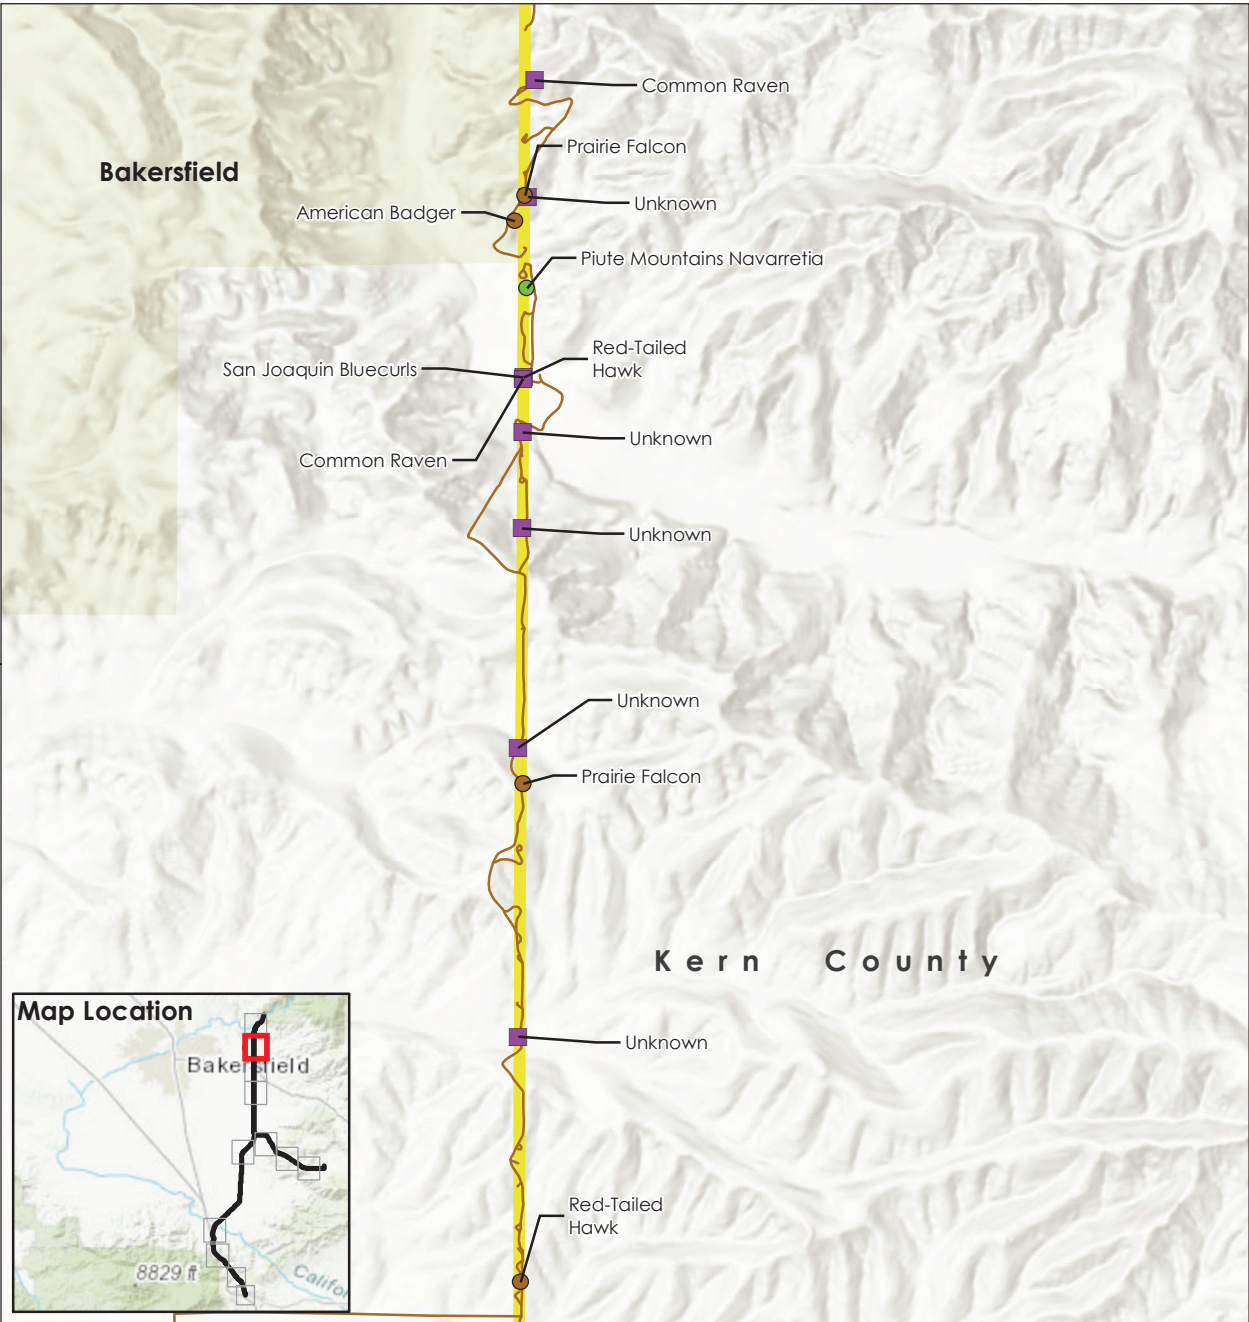 Common Raven
Prairie Falcon
Bakersfield
Unknown
American Badger
Piute Mountains Navarretia
Red-Tailed
Hawk
San Joaquin Bluecurls
Unknown
Common Raven
Unknown
Unknown
Prairie Falcon
Kern County
Map Location
Bakersfield
Unknown
Red-Tailed
Hawk
8829 ft
Califor